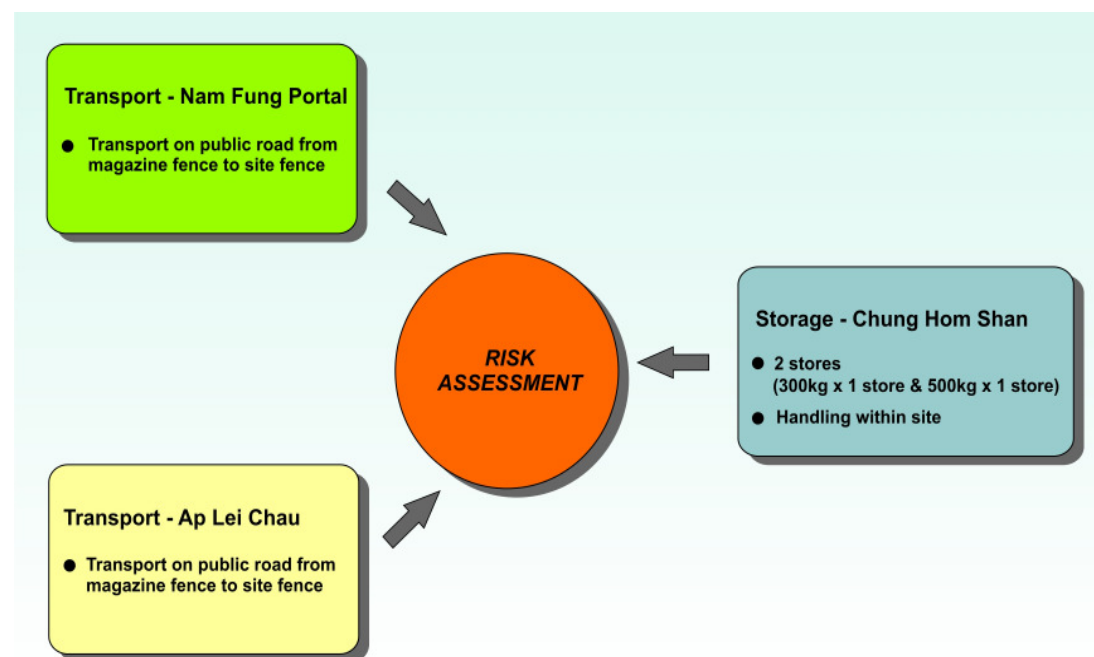 Transport - Nam Fung Portal
● Transport on public road from
magazine fence to site fence
RISK
ASSESSMENT
Storage - Chung Hom Shan
● 2 stores
(300kg x 1 store & 500kg x 1 store)
● Handling within site
Transport - Ap Lei Chau
● Transport on public road from
magazine fence to site fence